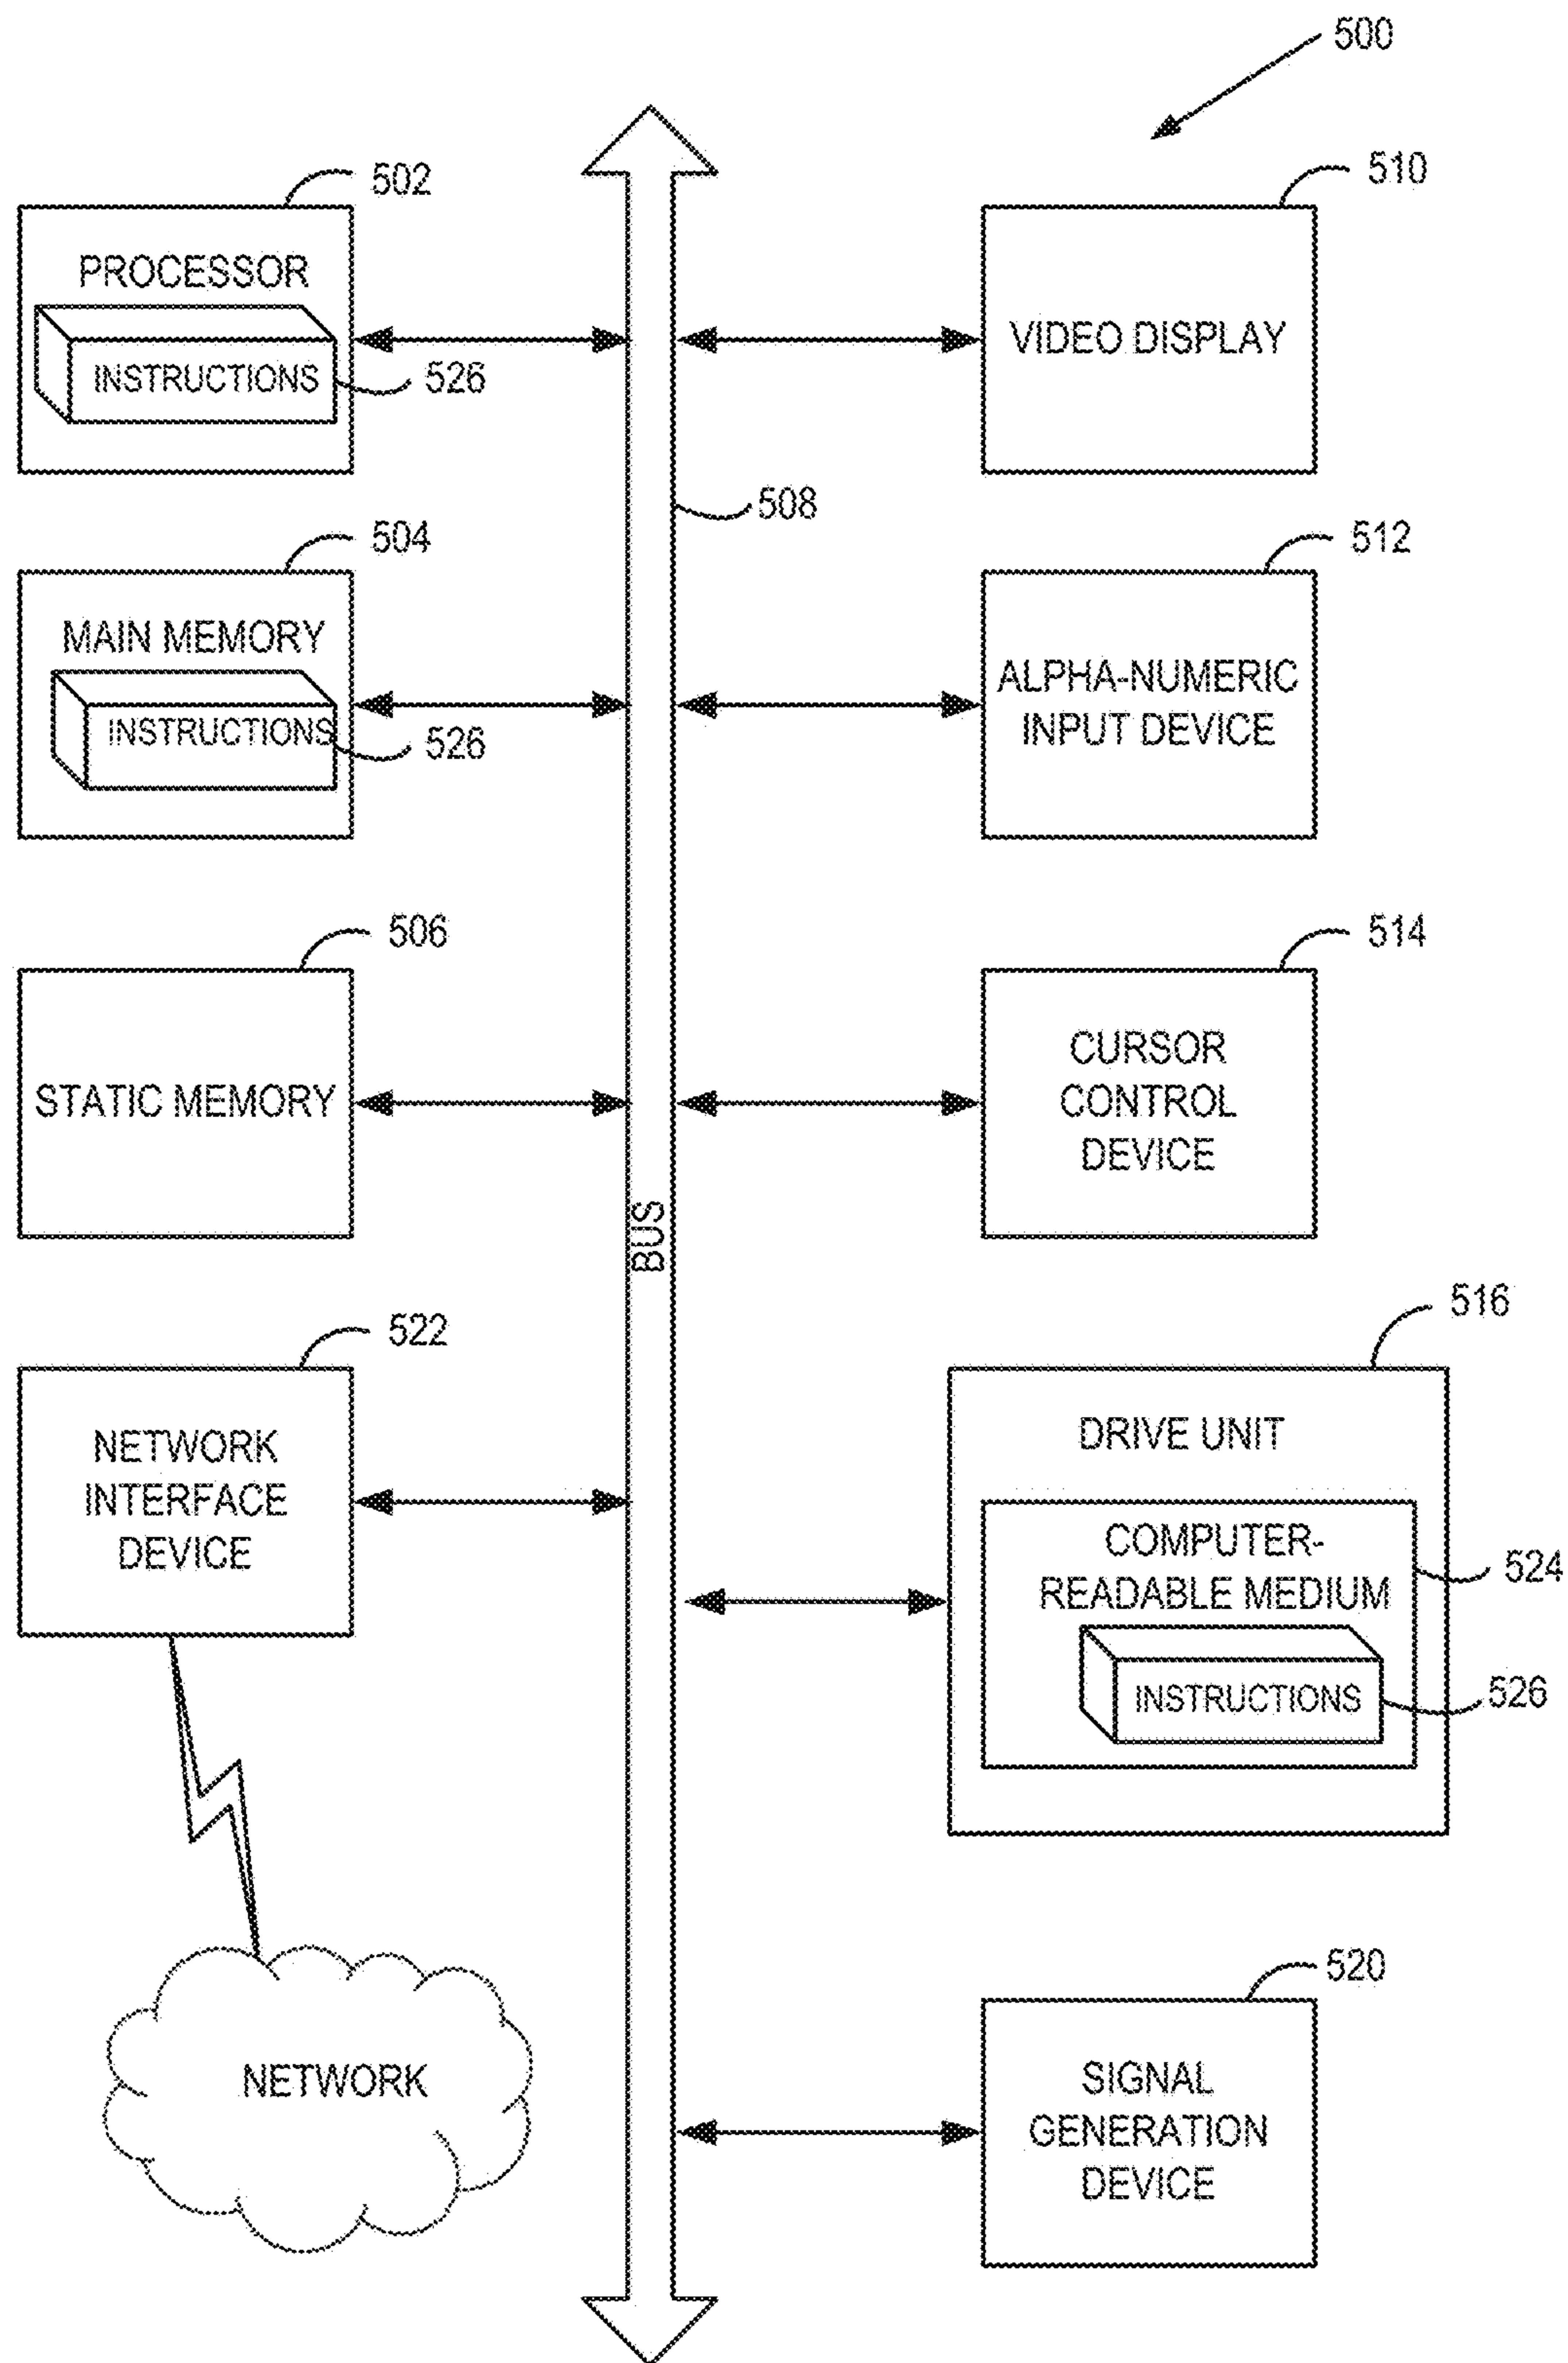 500
502
PROCESSOR
INSTRUCTIONS
526
510
VIDEO DISPLAY
508
504
MAIN MEMORY
INSTRUCTIONS
526
512
ALPHA-NUMERIC
INPUT DEVICE
506
STATIC MEMORY
514
CURSOR
CONTROL
DEVICE
BUS
522
NETWORK
INTERFACE
DEVICE
516
DRIVE UNIT
COMPUTER-
READABLE MEDIUM
524
INSTRUCTIONS
526
NETWORK
520
SIGNAL
GENERATION
DEVICE